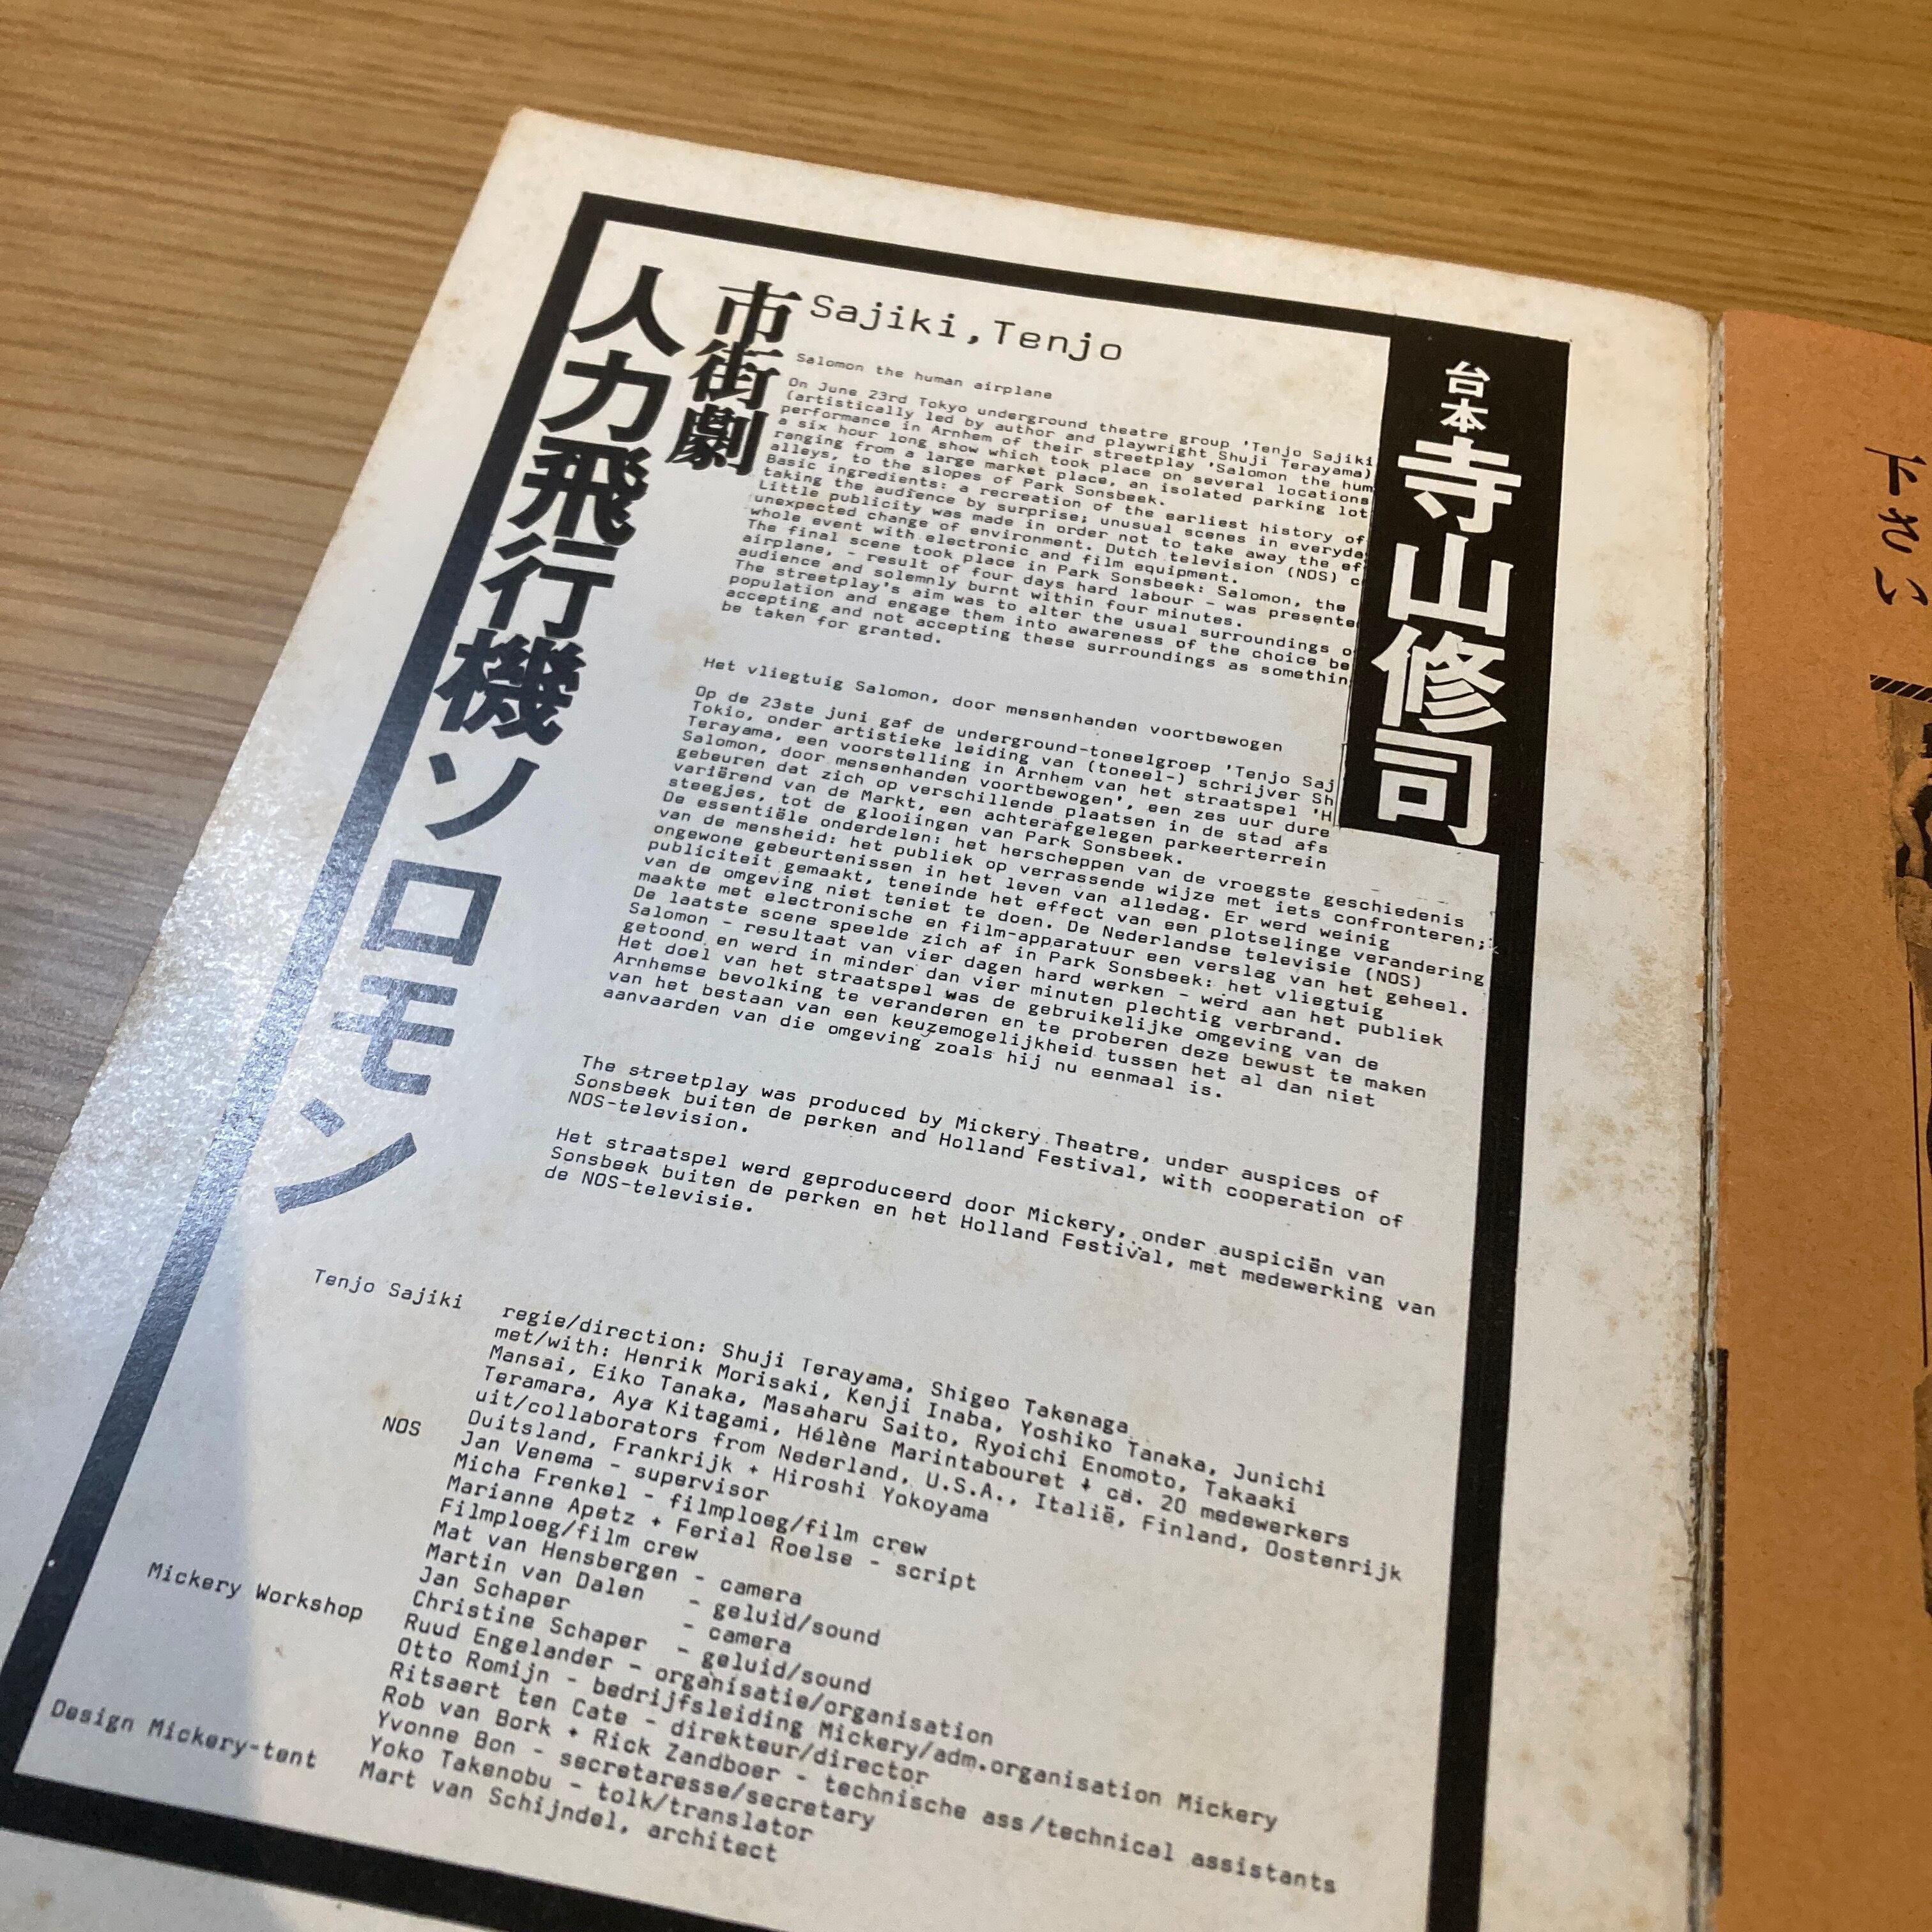 人力飛行機ソロモン
市街劇
台本 寺山修司
Sajiki,Tenjo
Salomon the human airplane
On June 23rd Tokyo underground theatre group 'Tenjo Sajiki
(artistically led by author and playwright Shuji Terayama)
performance in Arnhem of their streetplay 'Salomon the hum
a six hour long show which took place on several locations
ranging from a large market place, an isolated parking lot
alleys, to the slopes of Park Sonsbeek.
Basic ingredients: a recreation of the earliest history of
taking the audience by surprise; unusual scenes in everyda
Little publicity was made in order not to take away the ef
unexpected change of environment. Dutch television (NOS) c
whole event with electronic and film equipment.
The final scene took place in Park Sonsbeek: Salomon, the
airplane, - result of four days hard labour - was presente
audience and solemnly burnt within four minutes.
The streetplay's aim was to alter the usual surroundings o
population and engage them into awareness of the choice be
accepting and not accepting these surroundings as somethin
be taken for granted.
Het vliegtuig Salomon, door mensenhanden voortbewogen
Op de 23ste juni gaf de underground-toneelgroep 'Tenjo Saj
Tokio, onder artistieke leiding van (toneel-) schrijver Sh
Terayama, een voorstelling in Arnhem van het straatspel 'H
Salomon, door mensenhanden voortbewogen', een zes uur dure
gebeuren dat zich op verschillende plaatsen in de stad afs
variërend van de Markt, een achterafgelegen parkeerterrein
steegjes, tot de glooiingen van Park Sonsbeek.
De essentiële onderdelen: het herscheppen van de vroegste geschiedenis
van de mensheid: het publiek op verrassende wijze met iets confronteren;
ongewone gebeurtenissen in het leven van alledag. Er werd weinig
publiciteit gemaakt, teneinde het effect van een plotselinge verandering
van de omgeving niet teniet te doen. De Nederlandse televisie (NOS)
maakte met electronische en film-apparatuur een verslag van het geheel.
De laatste scene speelde zich af in Park Sonsbeek: het vliegtuig
Salomon - resultaat van vier dagen hard werken - werd aan het publiek
getoond en werd in minder dan vier minuten plechtig verbrand.
Het doel van het straatspel was de gebruikelijke omgeving van de
Arnhemse bevolking te veranderen en te proberen deze bewust te maken
van het bestaan van een keuzemogelijkheid tussen het al dan niet
aanvaarden van die omgeving zoals hij nu eenmaal is.
The streetplay was produced by Mickery Theatre, under auspices of
Sonsbeek buiten de perken and Holland Festival, with cooperation of
NOS-television.
Het straatspel werd geproduceerd door Mickery, onder auspiciën van
Sonsbeek buiten de perken en het Holland Festival, met medewerking van
de NOS-televisie.
Tenjo Sajiki
regie/direction: Shuji Terayama, Shigeo Takenaga
met/with: Henrik Morisaki, Kenji Inaba, Yoshiko Tanaka, Junichi
Mansai, Eiko Tanaka, Masaharu Saito, Ryoichi Enomoto, Takaaki
Teramara, Aya Kitagami, Hélène Marintabouret + ca. 20 medewerkers
uit/collaborators from Nederland, U.S.A., Italië, Finland, Oostenrijk
Duitsland, Frankrijk + Hiroshi Yokoyama
NOS
Jan Venema - supervisor
Micha Frenkel - filmploeg/film crew
Marianne Apetz + Ferial Roelse - script
Filmploeg/film crew
Mat van Hensbergen - camera
Martin van Dalen - geluid/sound
Jan Schaper - camera
Christine Schaper - geluid/sound
Mickery Workshop
Ruud Engelander - organisatie/organisation
Otto Romijn - bedrijfsleiding Mickery/adm.organisation Mickery
Ritsaert ten Cate - direkteur/director
Rob van Bork + Rick Zandboer - technische ass/technical assistants
Yvonne Bon - secretaresse/secretary
Yoko Takenobu - tolk/translator
Design Mickery-tent
Mart van Schijndel, architect
下さい